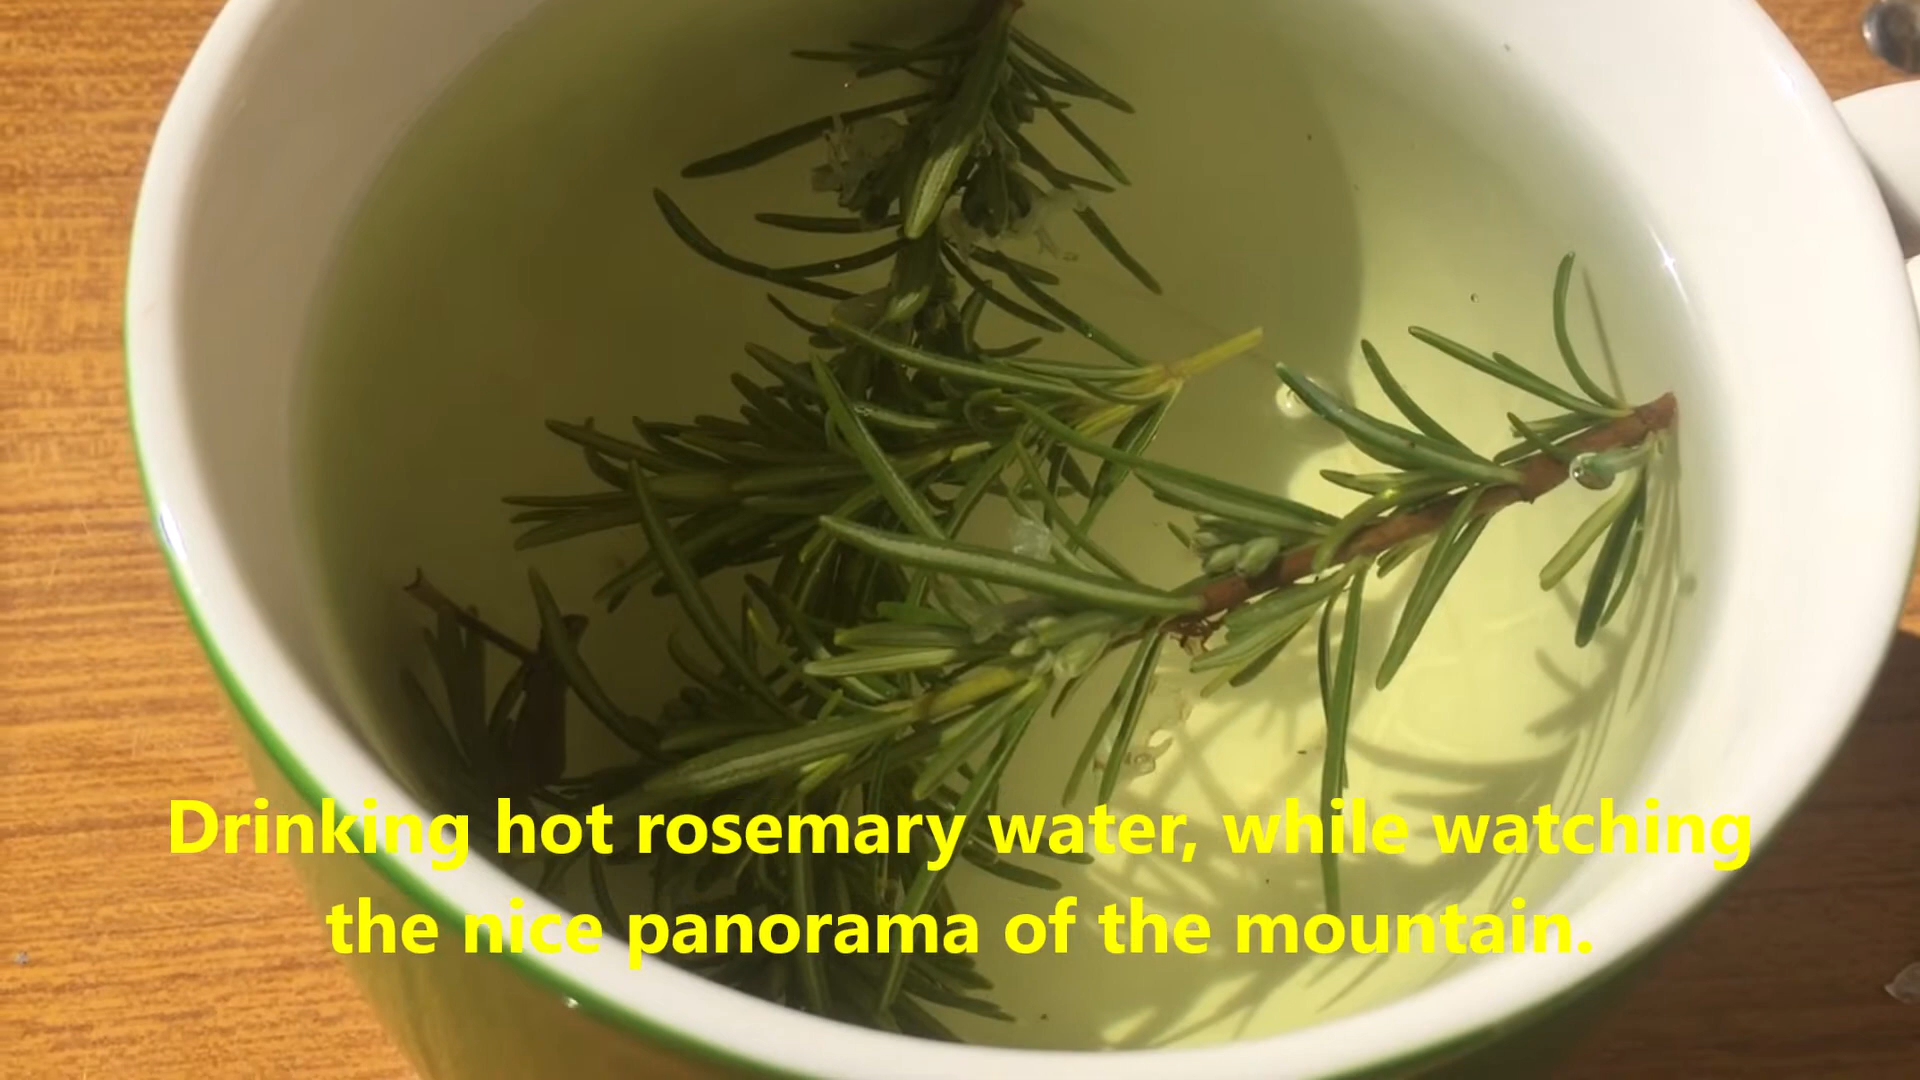 Drinking hot rosemary water, while watching
the nice panorama of the mountain.